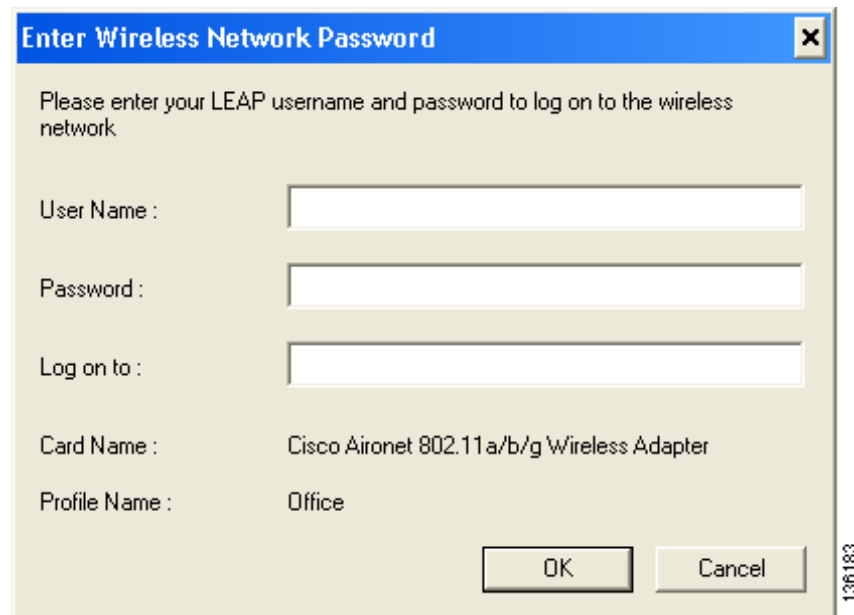 Enter Wireless Network Password
Please enter your LEAP username and password to log on to the wireless
network
User Name :
Password :
Log on to :
Card Name : Cisco Aironet 802.11a/b/g Wireless Adapter
Profile Name : Office
OK Cancel
136183